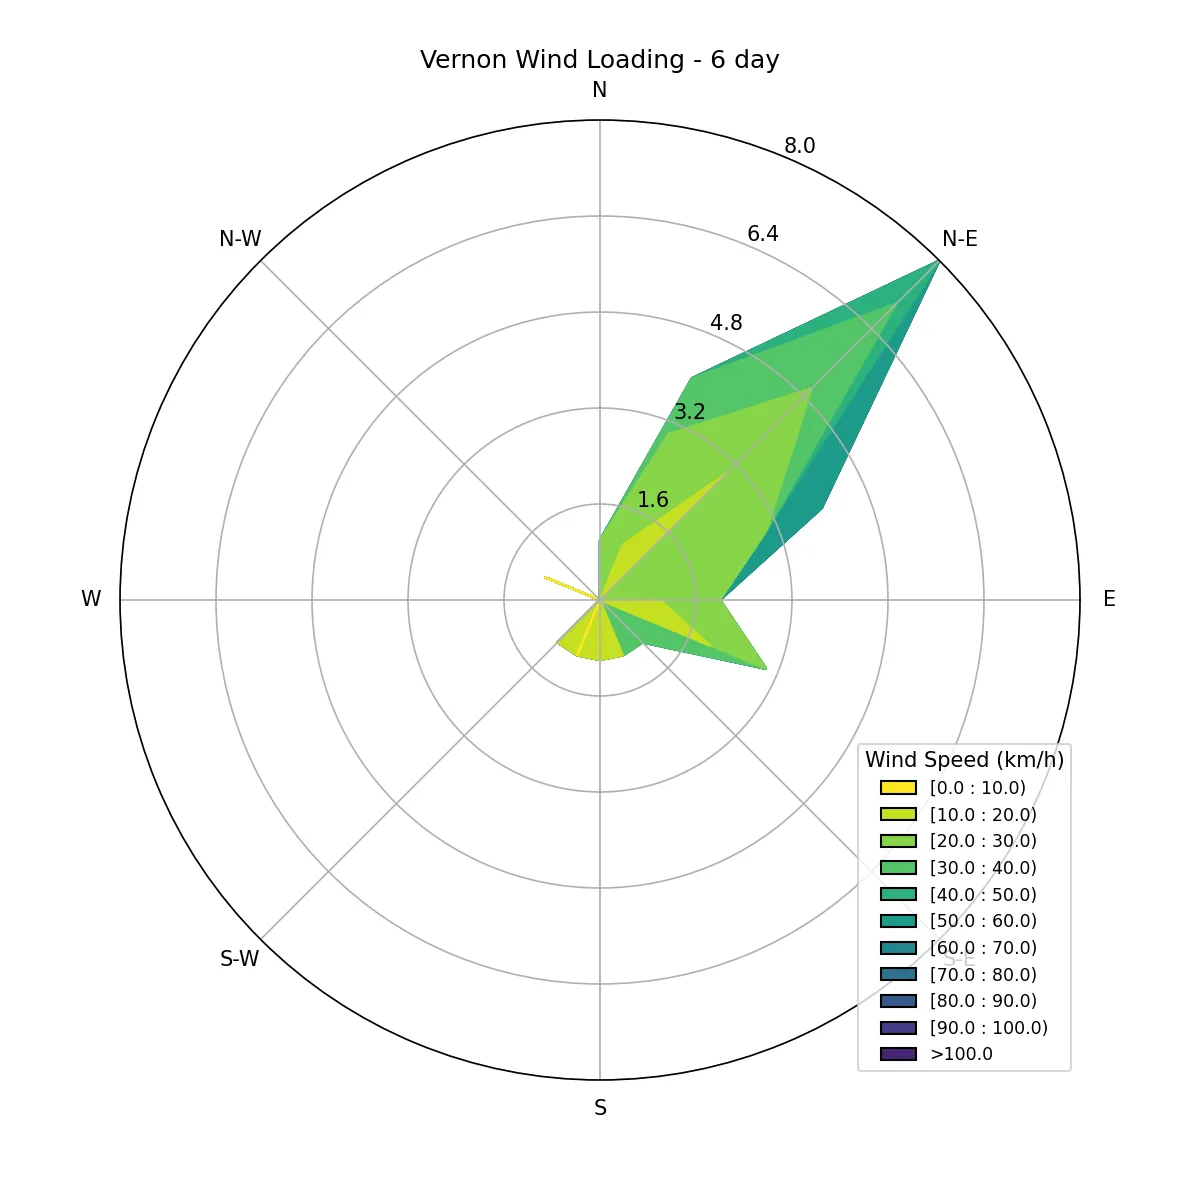 Vernon Wind Loading - 6 day
N
8.0
N-W
6.4
N-E
4.8
3.2
1.6
W
E
Wind Speed (km/h)
[0.0 : 10.0)
[10.0 : 20.0)
[20.0 : 30.0)
[30.0 : 40.0)
[40.0 : 50.0)
[50.0 : 60.0)
[60.0 : 70.0)
[70.0 : 80.0)
[80.0 : 90.0)
[90.0 : 100.0)
>100.0
S-W
S-E
S